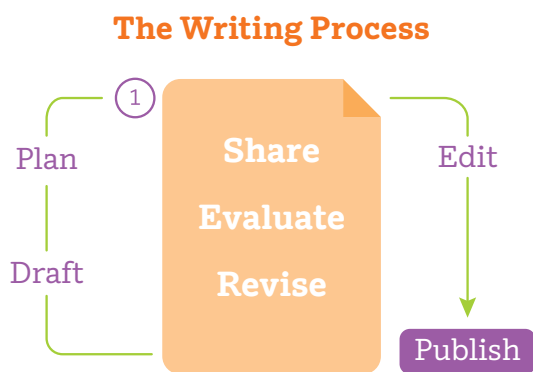 The Writing Process
1
Plan
Draft
Share
Evaluate
Revise
Edit
Publish